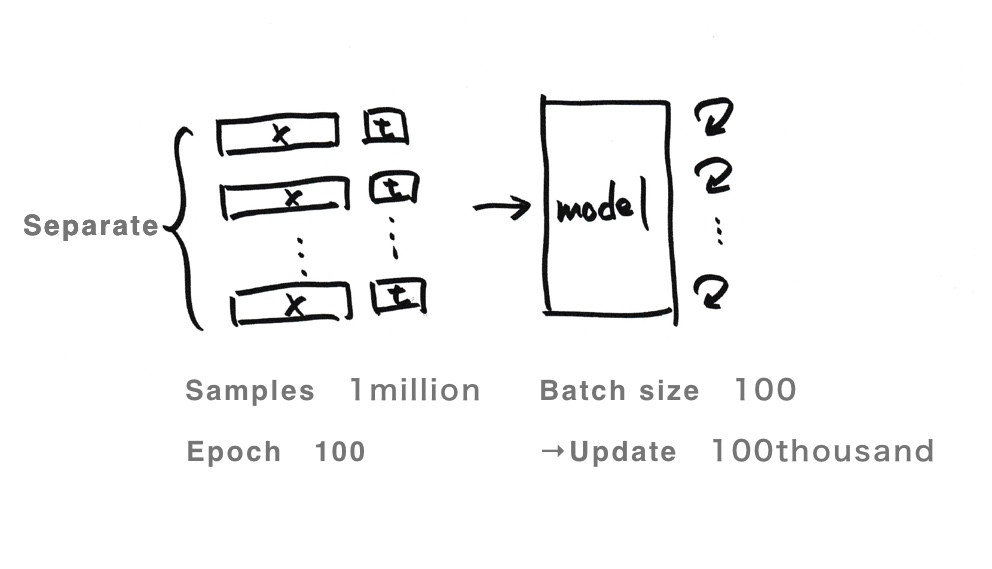 x t
x t
Separate
model
x t
Samples 1million Batch size 100
Epoch 100 →Update 100thousand